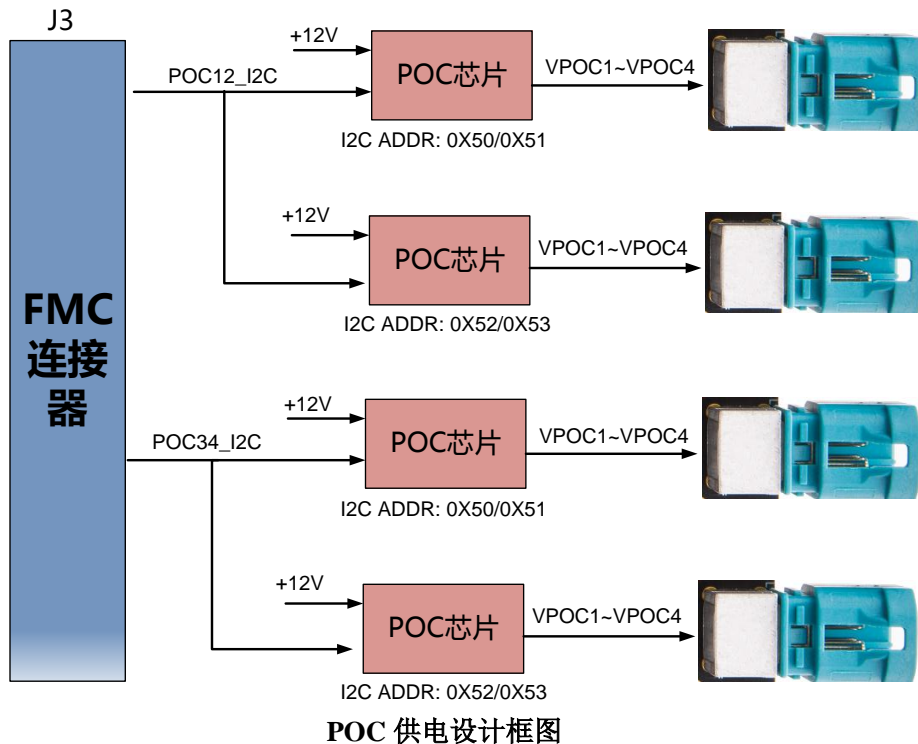 J3
FMC
连接
器
+12V
POC12_I2C
POC芯片
VPOC1~VPOC4
I2C ADDR: 0X50/0X51
+12V
POC芯片
VPOC1~VPOC4
I2C ADDR: 0X52/0X53
+12V
POC34_I2C
POC芯片
VPOC1~VPOC4
I2C ADDR: 0X50/0X51
+12V
POC芯片
VPOC1~VPOC4
I2C ADDR: 0X52/0X53
POC 供电设计框图